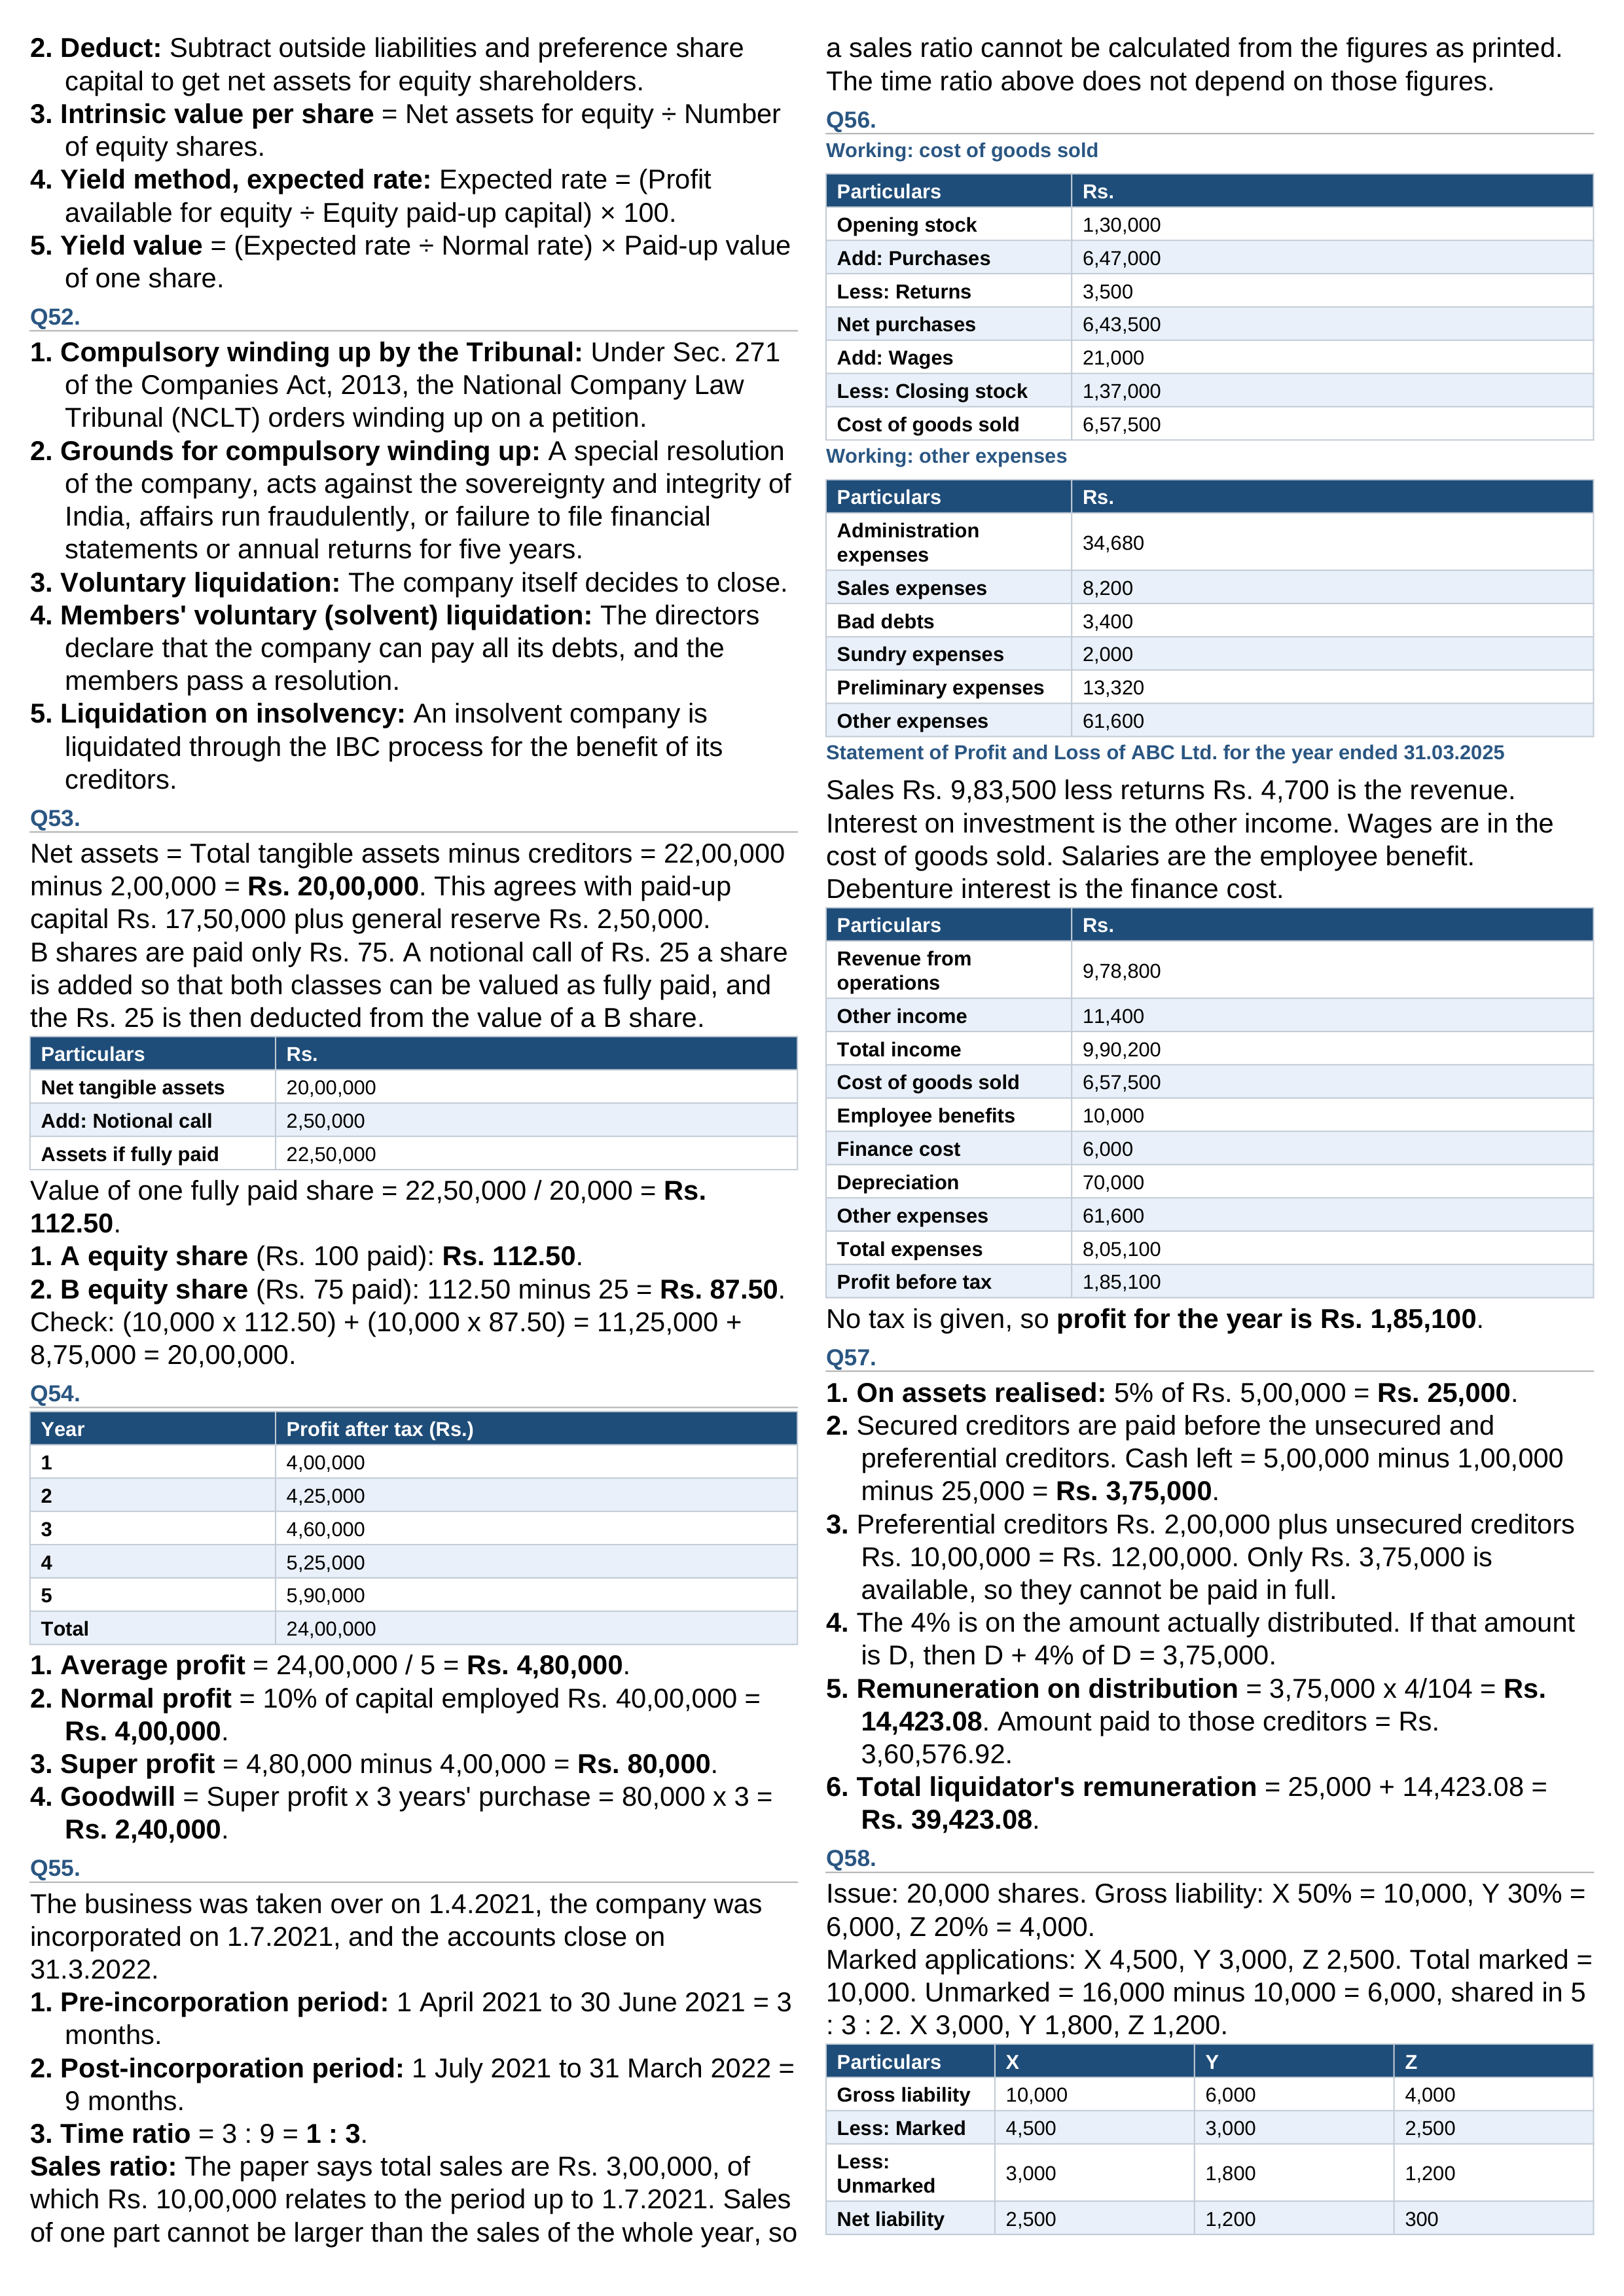 2. Deduct: Subtract outside liabilities and preference share
capital to get net assets for equity shareholders.
3. Intrinsic value per share = Net assets for equity ÷ Number
of equity shares.
4. Yield method, expected rate: Expected rate = (Profit
available for equity ÷ Equity paid-up capital) × 100.
5. Yield value = (Expected rate ÷ Normal rate) × Paid-up value
of one share.
Q52.
1. Compulsory winding up by the Tribunal: Under Sec. 271
of the Companies Act, 2013, the National Company Law
Tribunal (NCLT) orders winding up on a petition.
2. Grounds for compulsory winding up: A special resolution
of the company, acts against the sovereignty and integrity of
India, affairs run fraudulently, or failure to file financial
statements or annual returns for five years.
3. Voluntary liquidation: The company itself decides to close.
4. Members' voluntary (solvent) liquidation: The directors
declare that the company can pay all its debts, and the
members pass a resolution.
5. Liquidation on insolvency: An insolvent company is
liquidated through the IBC process for the benefit of its
creditors.
Q53.
Net assets = Total tangible assets minus creditors = 22,00,000
minus 2,00,000 = Rs. 20,00,000. This agrees with paid-up
capital Rs. 17,50,000 plus general reserve Rs. 2,50,000.
B shares are paid only Rs. 75. A notional call of Rs. 25 a share
is added so that both classes can be valued as fully paid, and
the Rs. 25 is then deducted from the value of a B share.
Particulars Rs.
Net tangible assets 20,00,000
Add: Notional call 2,50,000
Assets if fully paid 22,50,000
Value of one fully paid share = 22,50,000 / 20,000 = Rs.
112.50.
1. A equity share (Rs. 100 paid): Rs. 112.50.
2. B equity share (Rs. 75 paid): 112.50 minus 25 = Rs. 87.50.
Check: (10,000 x 112.50) + (10,000 x 87.50) = 11,25,000 +
8,75,000 = 20,00,000.
Q54.
Year Profit after tax (Rs.)
1 4,00,000
2 4,25,000
3 4,60,000
4 5,25,000
5 5,90,000
Total 24,00,000
1. Average profit = 24,00,000 / 5 = Rs. 4,80,000.
2. Normal profit = 10% of capital employed Rs. 40,00,000 =
Rs. 4,00,000.
3. Super profit = 4,80,000 minus 4,00,000 = Rs. 80,000.
4. Goodwill = Super profit x 3 years' purchase = 80,000 x 3 =
Rs. 2,40,000.
Q55.
The business was taken over on 1.4.2021, the company was
incorporated on 1.7.2021, and the accounts close on
31.3.2022.
1. Pre-incorporation period: 1 April 2021 to 30 June 2021 = 3
months.
2. Post-incorporation period: 1 July 2021 to 31 March 2022 =
9 months.
3. Time ratio = 3 : 9 = 1 : 3.
Sales ratio: The paper says total sales are Rs. 3,00,000, of
which Rs. 10,00,000 relates to the period up to 1.7.2021. Sales
of one part cannot be larger than the sales of the whole year, so
a sales ratio cannot be calculated from the figures as printed.
The time ratio above does not depend on those figures.
Q56.
Working: cost of goods sold
Particulars Rs.
Opening stock 1,30,000
Add: Purchases 6,47,000
Less: Returns 3,500
Net purchases 6,43,500
Add: Wages 21,000
Less: Closing stock 1,37,000
Cost of goods sold 6,57,500
Working: other expenses
Particulars Rs.
Administration
expenses 34,680
Sales expenses 8,200
Bad debts 3,400
Sundry expenses 2,000
Preliminary expenses 13,320
Other expenses 61,600
Statement of Profit and Loss of ABC Ltd. for the year ended 31.03.2025
Sales Rs. 9,83,500 less returns Rs. 4,700 is the revenue.
Interest on investment is the other income. Wages are in the
cost of goods sold. Salaries are the employee benefit.
Debenture interest is the finance cost.
Particulars Rs.
Revenue from
operations 9,78,800
Other income 11,400
Total income 9,90,200
Cost of goods sold 6,57,500
Employee benefits 10,000
Finance cost 6,000
Depreciation 70,000
Other expenses 61,600
Total expenses 8,05,100
Profit before tax 1,85,100
No tax is given, so profit for the year is Rs. 1,85,100.
Q57.
1. On assets realised: 5% of Rs. 5,00,000 = Rs. 25,000.
2. Secured creditors are paid before the unsecured and
preferential creditors. Cash left = 5,00,000 minus 1,00,000
minus 25,000 = Rs. 3,75,000.
3. Preferential creditors Rs. 2,00,000 plus unsecured creditors
Rs. 10,00,000 = Rs. 12,00,000. Only Rs. 3,75,000 is
available, so they cannot be paid in full.
4. The 4% is on the amount actually distributed. If that amount
is D, then D + 4% of D = 3,75,000.
5. Remuneration on distribution = 3,75,000 x 4/104 = Rs.
14,423.08. Amount paid to those creditors = Rs.
3,60,576.92.
6. Total liquidator's remuneration = 25,000 + 14,423.08 =
Rs. 39,423.08.
Q58.
Issue: 20,000 shares. Gross liability: X 50% = 10,000, Y 30% =
6,000, Z 20% = 4,000.
Marked applications: X 4,500, Y 3,000, Z 2,500. Total marked =
10,000. Unmarked = 16,000 minus 10,000 = 6,000, shared in 5
: 3 : 2. X 3,000, Y 1,800, Z 1,200.
Particulars X Y Z
Gross liability 10,000 6,000 4,000
Less: Marked 4,500 3,000 2,500
Less:
Unmarked 3,000 1,800 1,200
Net liability 2,500 1,200 300